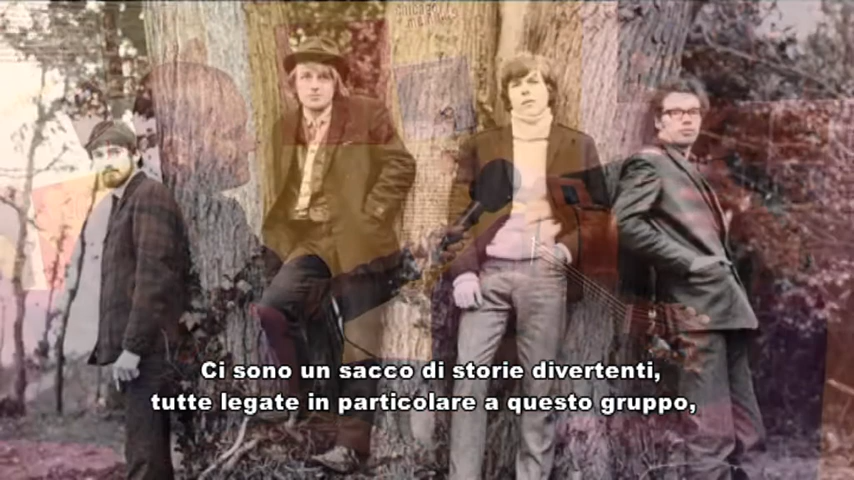 Ci sono un sacco di storie divertenti,
tutte legate in particolare a questo gruppo,